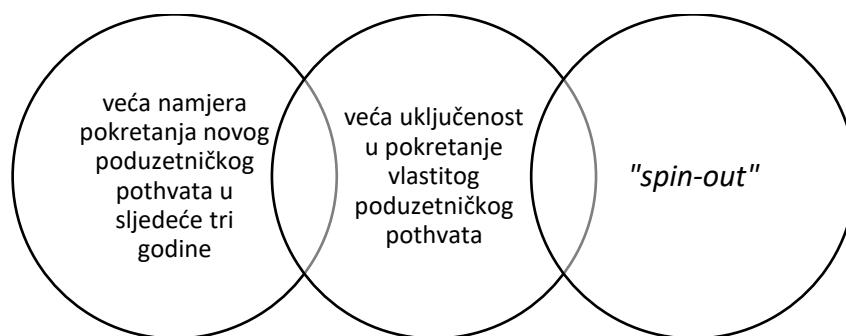 veća namjera
pokretanja novog
poduzetničkog
pothvata u
sljedeće tri
godine
veća uključenost
u pokretanje
vlastitog
poduzetničkog
pothvata
"spin-out"